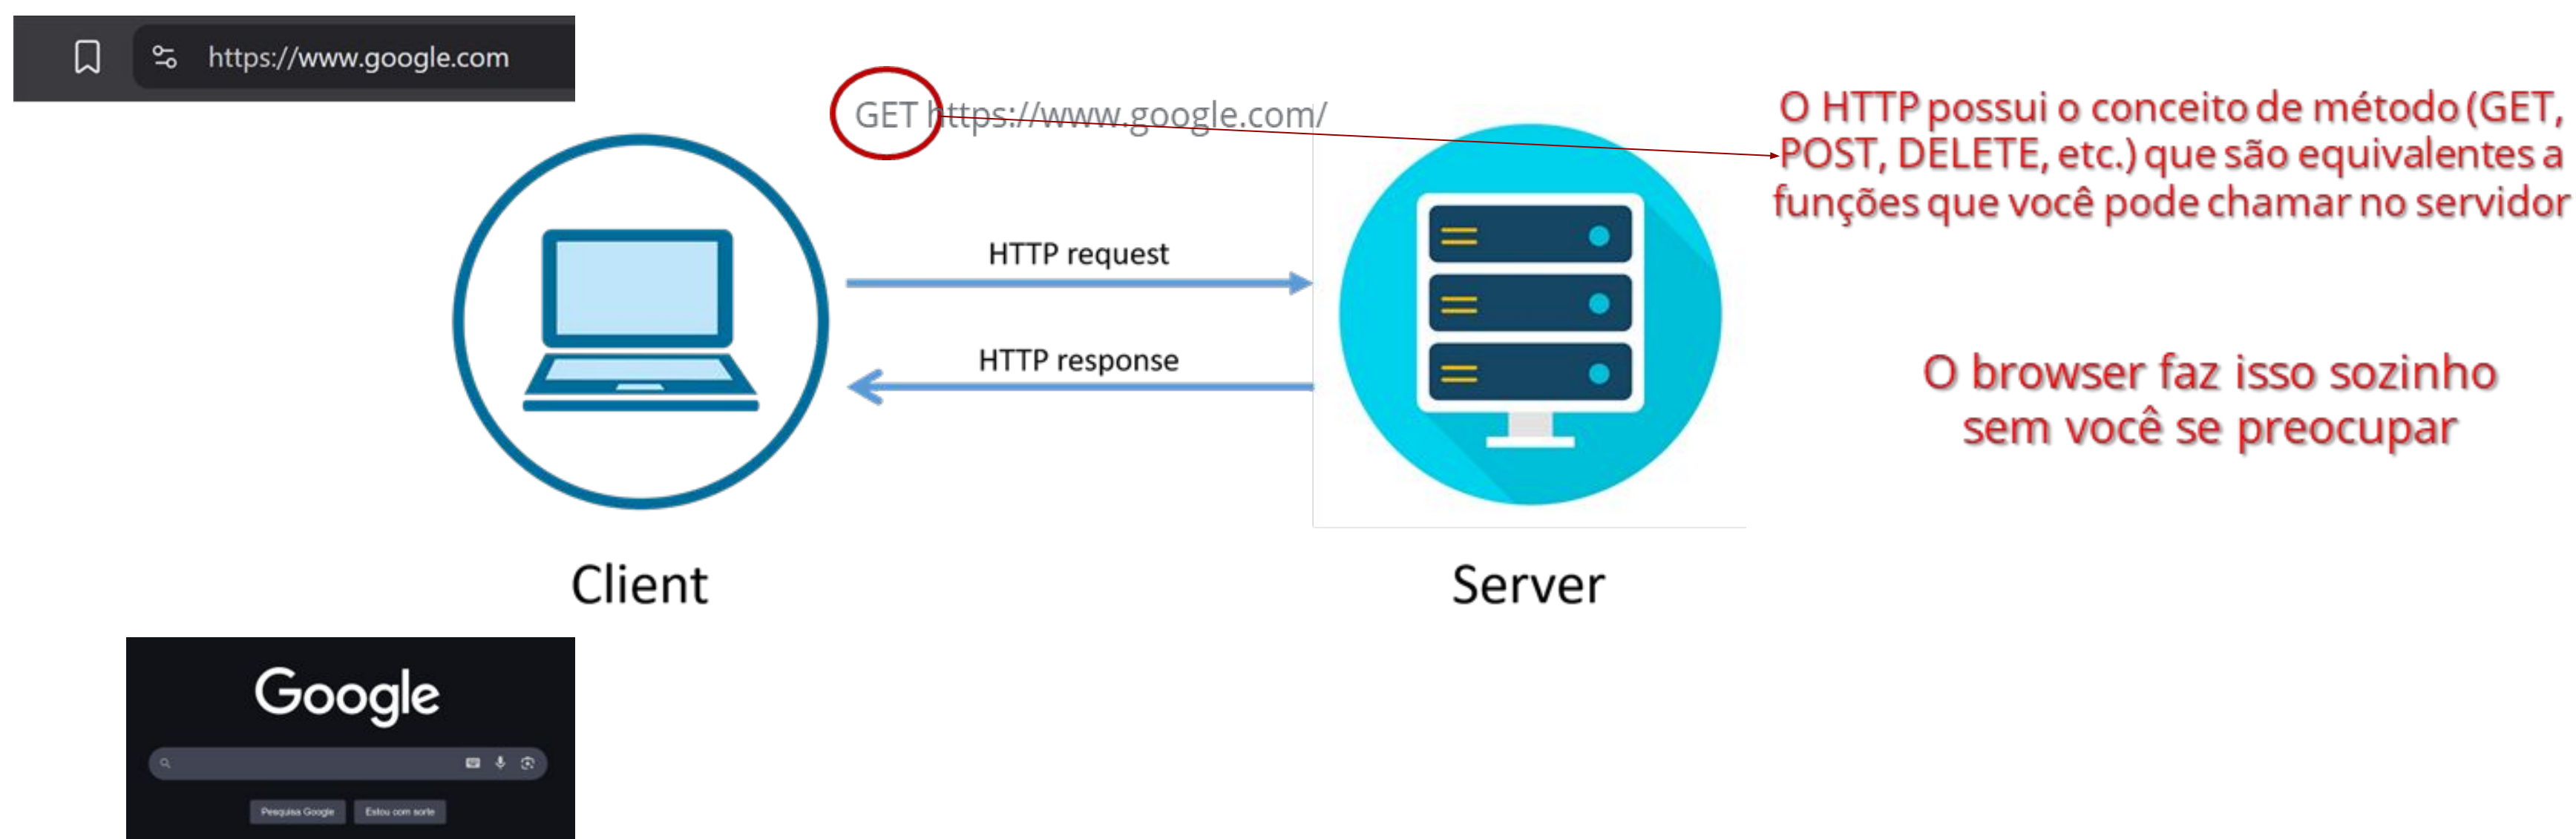 https://www.google.com
GET https://www.google.com/
O HTTP possui o conceito de método (GET,
POST, DELETE, etc.) que são equivalentes a
funções que você pode chamar no servidor
HTTP request
HTTP response
O browser faz isso sozinho
sem você se preocupar
Client
Server
Google
Pesquisa Google
Estou com sorte